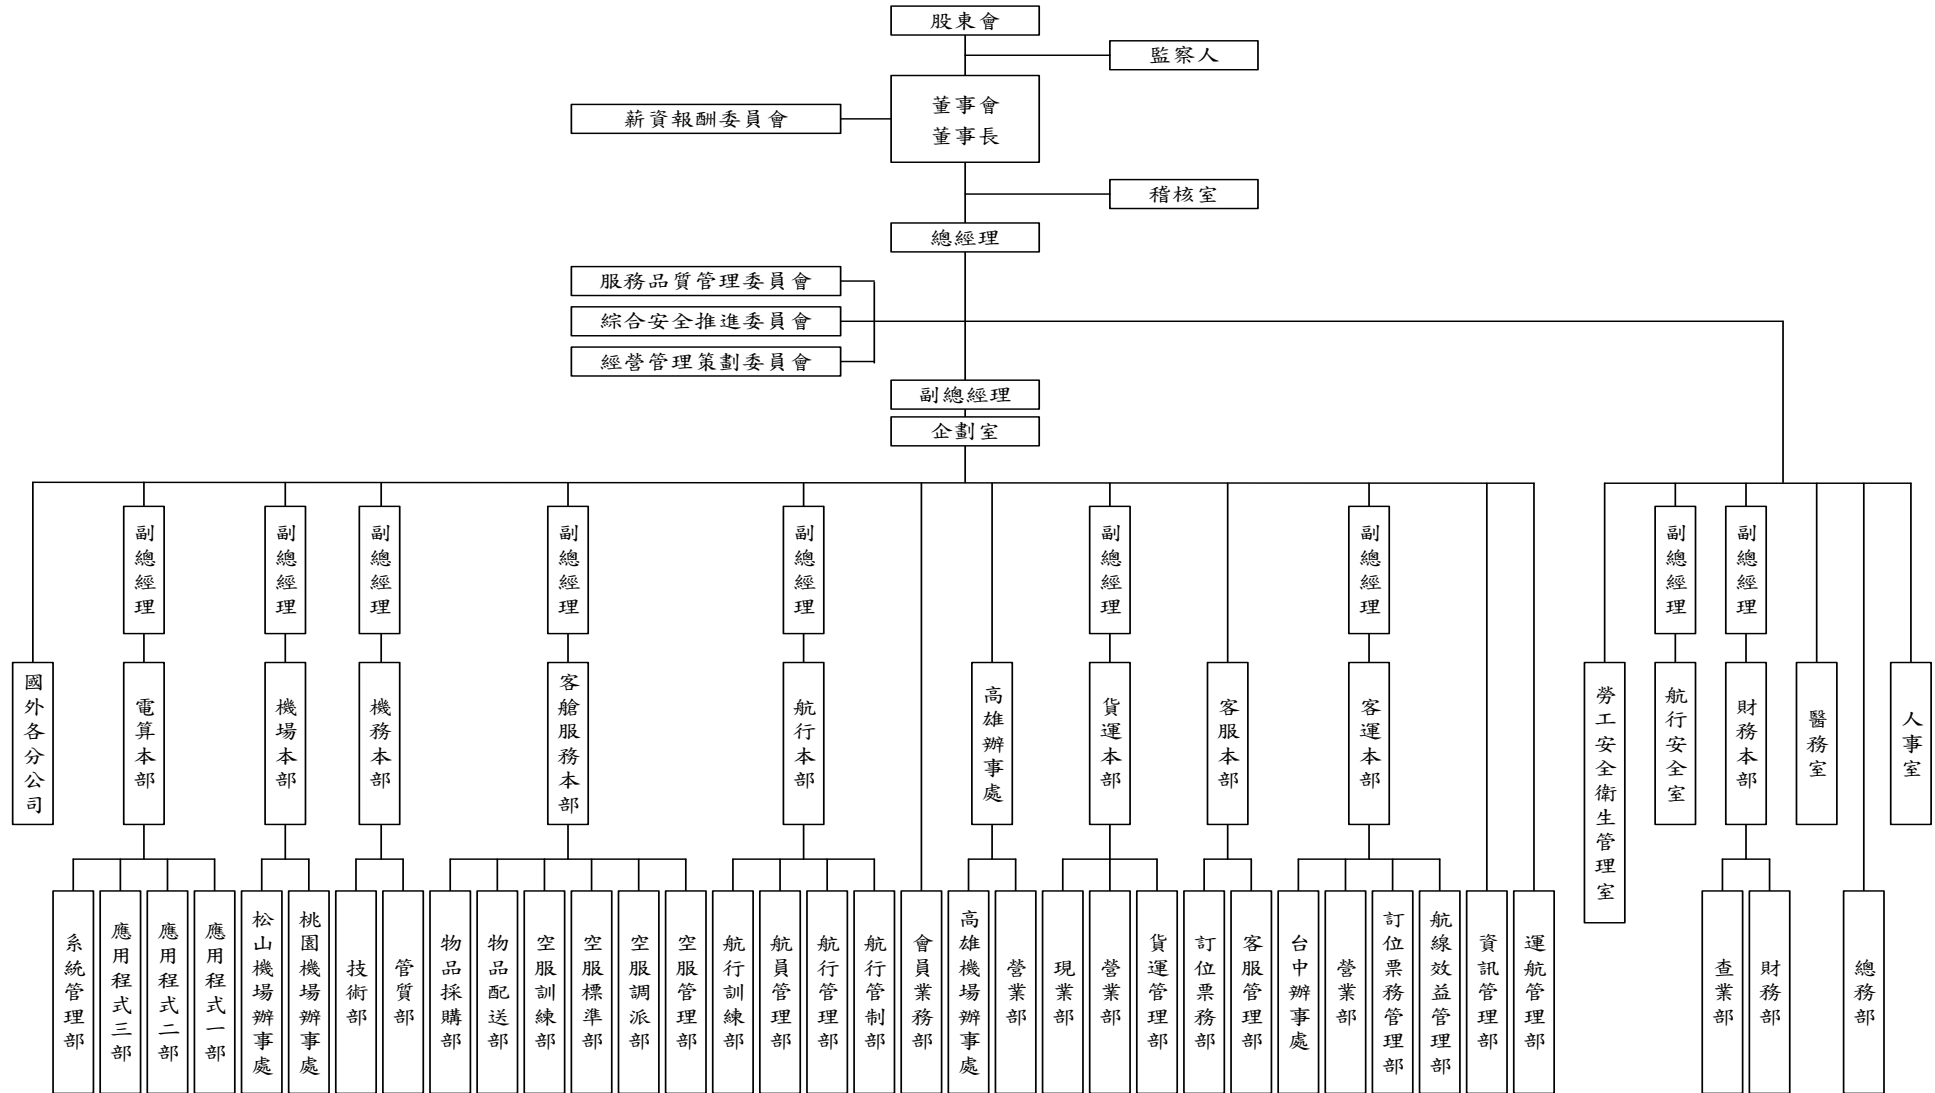 股東會
監察人
董事會
董事長
薪資報酬委員會
稽核室
總經理
服務品質管理委員會
綜合安全推進委員會
經營管理策劃委員會
副總經理
企劃室
副總經理
副總經理
副總經理
副總經理
副總經理
副總經理
副總經理
副總經理
副總經理
國外各分公司
電算本部
機場本部
機務本部
客艙服務本部
航行本部
高雄辦事處
貨運本部
客服本部
客運本部
勞工安全衛生管理室
航行安全室
財務本部
醫務室
人事室
系統管理部
應用程式三部
應用程式二部
應用程式一部
松山機場辦事處
桃園機場辦事處
技術部
管質部
物品採購部
物品配送部
空服訓練部
空服標準部
空服調派部
空服管理部
航行訓練部
航員管理部
航行管理部
航行管制部
會員業務部
高雄機場辦事處
營業部
現業部
營業部
貨運管理部
訂位票務部
客服管理部
台中辦事處
營業部
訂位票務管理部
航線效益管理部
資訊管理部
運航管理部
查業部
財務部
總務部